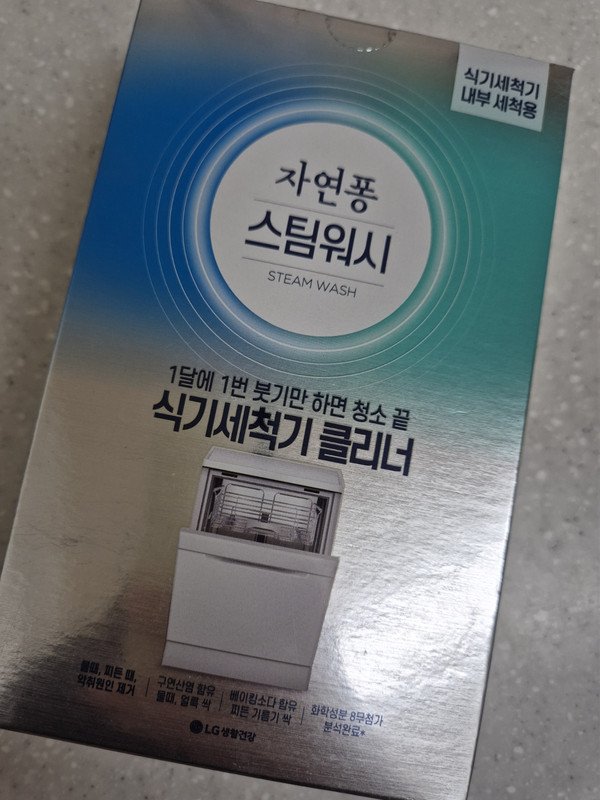 식기세척기
내부 세척용
자연퐁
스팀워시
STEAM WASH
1달에 1번 붓기만 하면 청소 끝
식기세척기 클리너
물때, 찌든 때,
악취원인 제거
구연산염 함유
물때, 얼룩 싹
베이킹소다 함유
찌든 기름기 싹
화학성분 8무첨가
분석완료*
LG생활건강